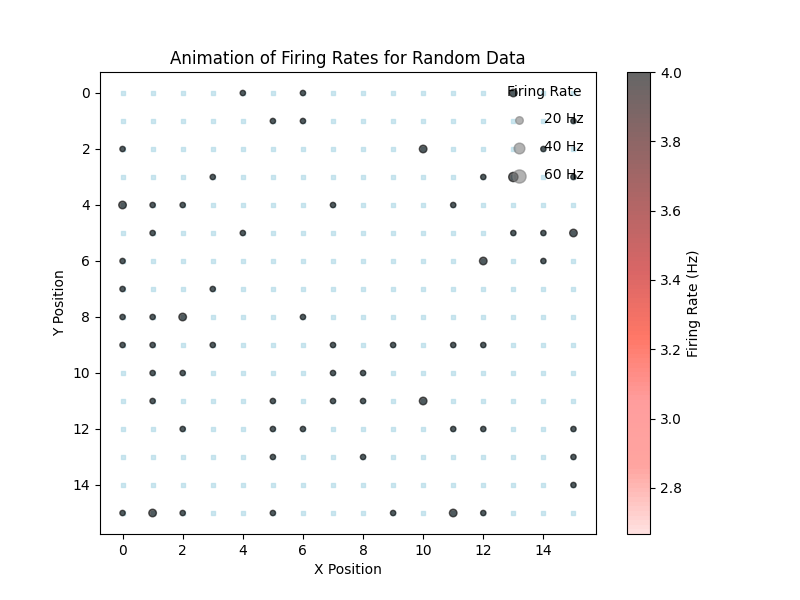 Animation of Firing Rates for Random Data
Firing Rate
20 Hz
40 Hz
60 Hz
0
2
4
6
8
10
12
14
Y Position
0 2 4 6 8 10 12 14
X Position
4.0
3.8
3.6
3.4
3.2
3.0
2.8
Firing Rate (Hz)